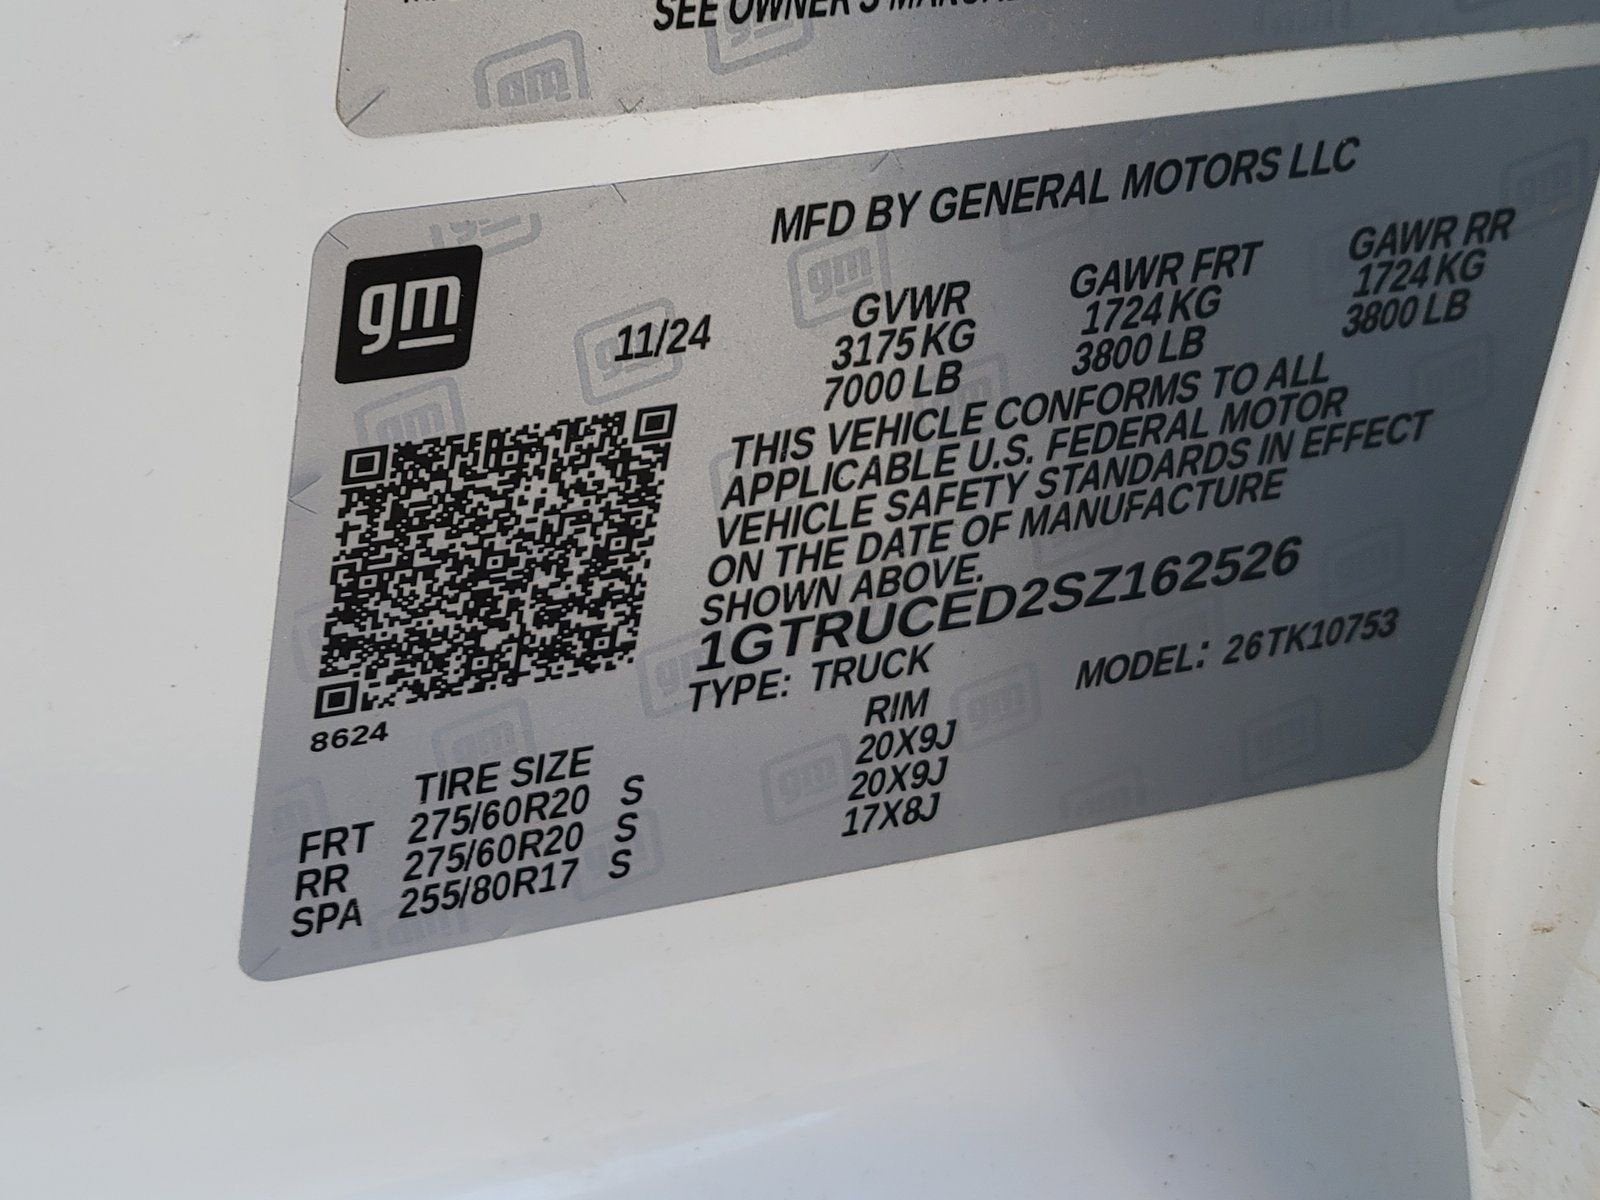 SEE OWNER'S MANUAL
MFD BY GENERAL MOTORS LLC
gm
11/24
GVWR GAWR FRT GAWR RR
3175 KG 1724 KG 1724 KG
7000 LB 3800 LB 3800 LB
THIS VEHICLE CONFORMS TO ALL
APPLICABLE U.S. FEDERAL MOTOR
VEHICLE SAFETY STANDARDS IN EFFECT
ON THE DATE OF MANUFACTURE
SHOWN ABOVE.
1GTRUCED2SZ162526
TYPE: TRUCK MODEL: 26TK10753
8624
TIRE SIZE RIM
FRT 275/60R20 S 20X9J
RR 275/60R20 S 20X9J
SPA 255/80R17 S 17X8J